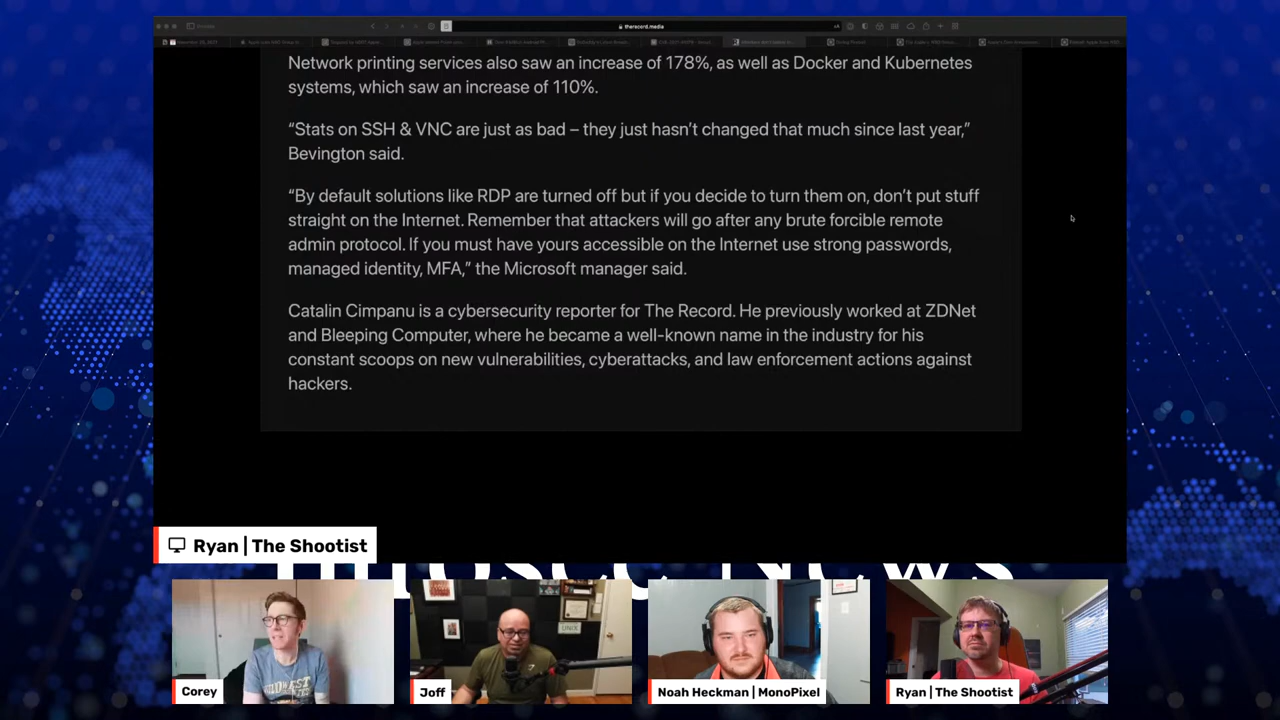 therecord.media
Network printing services also saw an increase of 178%, as well as Docker and Kubernetes
systems, which saw an increase of 110%.
“Stats on SSH & VNC are just as bad – they just hasn’t changed that much since last year,”
Bevington said.
“By default solutions like RDP are turned off but if you decide to turn them on, don’t put stuff
straight on the Internet. Remember that attackers will go after any brute forcible remote
admin protocol. If you must have yours accessible on the Internet use strong passwords,
managed identity, MFA,” the Microsoft manager said.
Catalin Cimpanu is a cybersecurity reporter for The Record. He previously worked at ZDNet
and Bleeping Computer, where he became a well-known name in the industry for his
constant scoops on new vulnerabilities, cyberattacks, and law enforcement actions against
hackers.
Ryan | The Shootist
Infosec News
UNIX
Corey
Joff
Noah Heckman | MonoPixel
Ryan | The Shootist